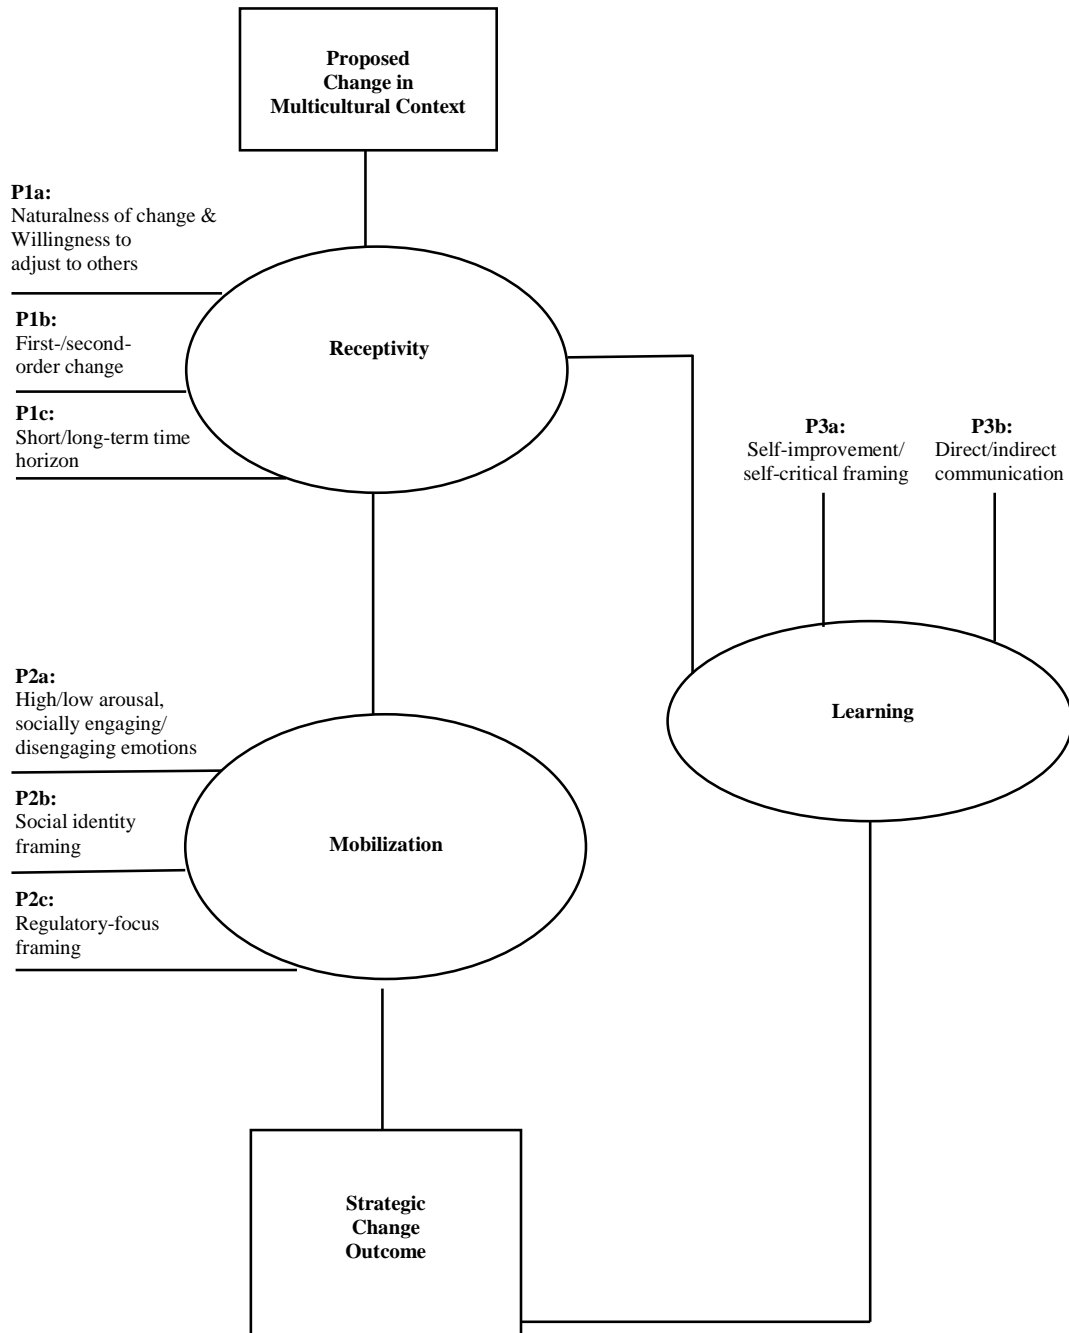 Proposed
Change in
Multicultural Context
P1a:
Naturalness of change &
Willingness to
adjust to others
P1b:
First-/second-
order change
P1c:
Short/long-term time
horizon
Receptivity
P3a:
Self-improvement/
self-critical framing
P3b:
Direct/indirect
communication
Learning
P2a:
High/low arousal,
socially engaging/
disengaging emotions
P2b:
Social identity
framing
P2c:
Regulatory-focus
framing
Mobilization
Strategic
Change
Outcome